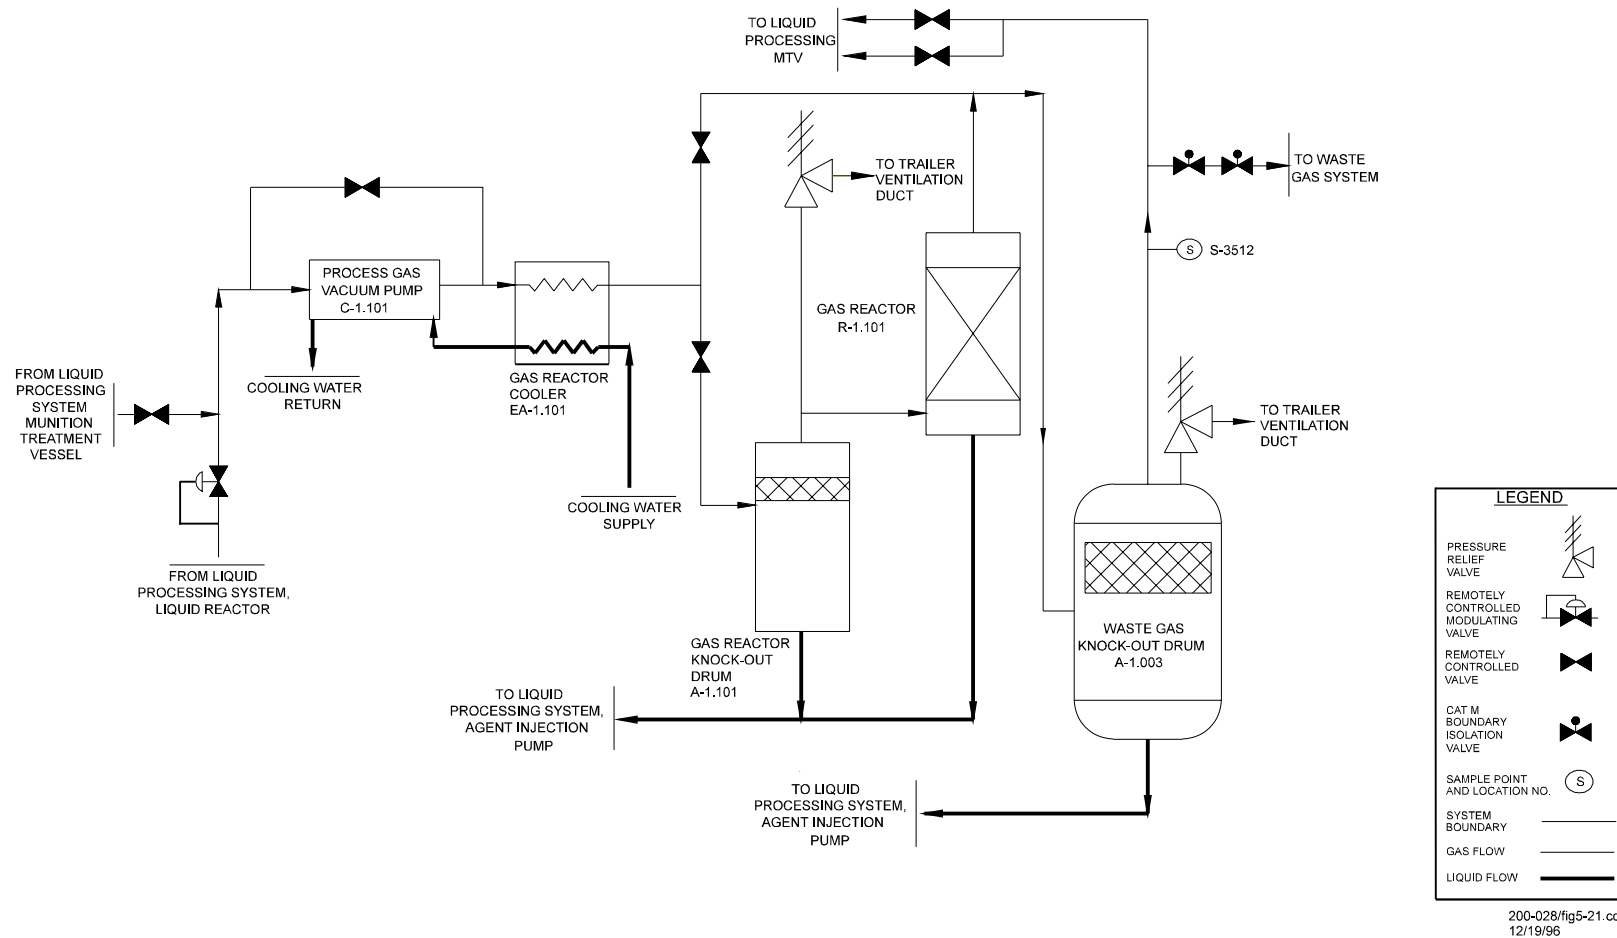 TO LIQUID
PROCESSING
MTV
TO TRAILER
VENTILATION
DUCT
TO WASTE
GAS SYSTEM
S
S-3512
PROCESS GAS
VACUUM PUMP
C-1.101
GAS REACTOR
R-1.101
FROM LIQUID
PROCESSING
SYSTEM
MUNITION
TREATMENT
VESSEL
COOLING WATER
RETURN
GAS REACTOR
COOLER
EA-1.101
TO TRAILER
VENTILATION
DUCT
COOLING WATER
SUPPLY
FROM LIQUID
PROCESSING SYSTEM,
LIQUID REACTOR
GAS REACTOR
KNOCK-OUT
DRUM
A-1.101
WASTE GAS
KNOCK-OUT DRUM
A-1.003
TO LIQUID
PROCESSING SYSTEM,
AGENT INJECTION
PUMP
TO LIQUID
PROCESSING SYSTEM,
AGENT INJECTION
PUMP
LEGEND
PRESSURE
RELIEF
VALVE
REMOTELY
CONTROLLED
MODULATING
VALVE
REMOTELY
CONTROLLED
VALVE
CAT M
BOUNDARY
ISOLATION
VALVE
SAMPLE POINT
AND LOCATION NO.
S
SYSTEM
BOUNDARY
GAS FLOW
LIQUID FLOW
200-028/fig5-21.cd
12/19/96